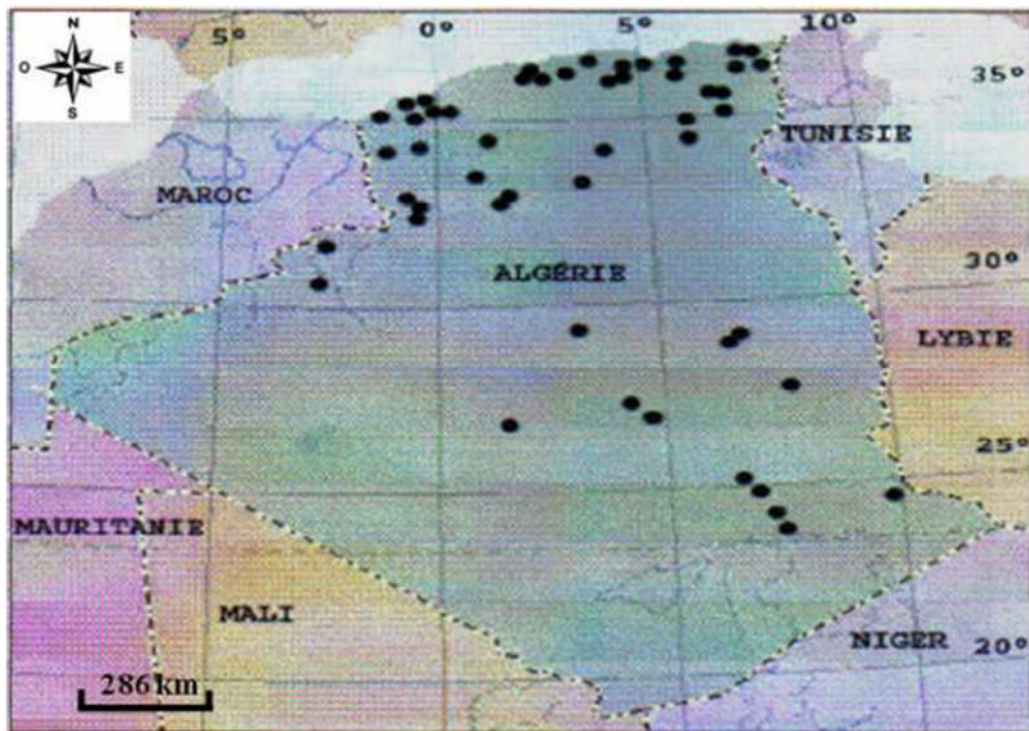 N
O E
S
5° 0° 5° 10°
35°
TUNISIE
MAROC
30°
ALGÉRIE
LYBIE
25°
MAURITANIE
MALI
NIGER 20°
286 km